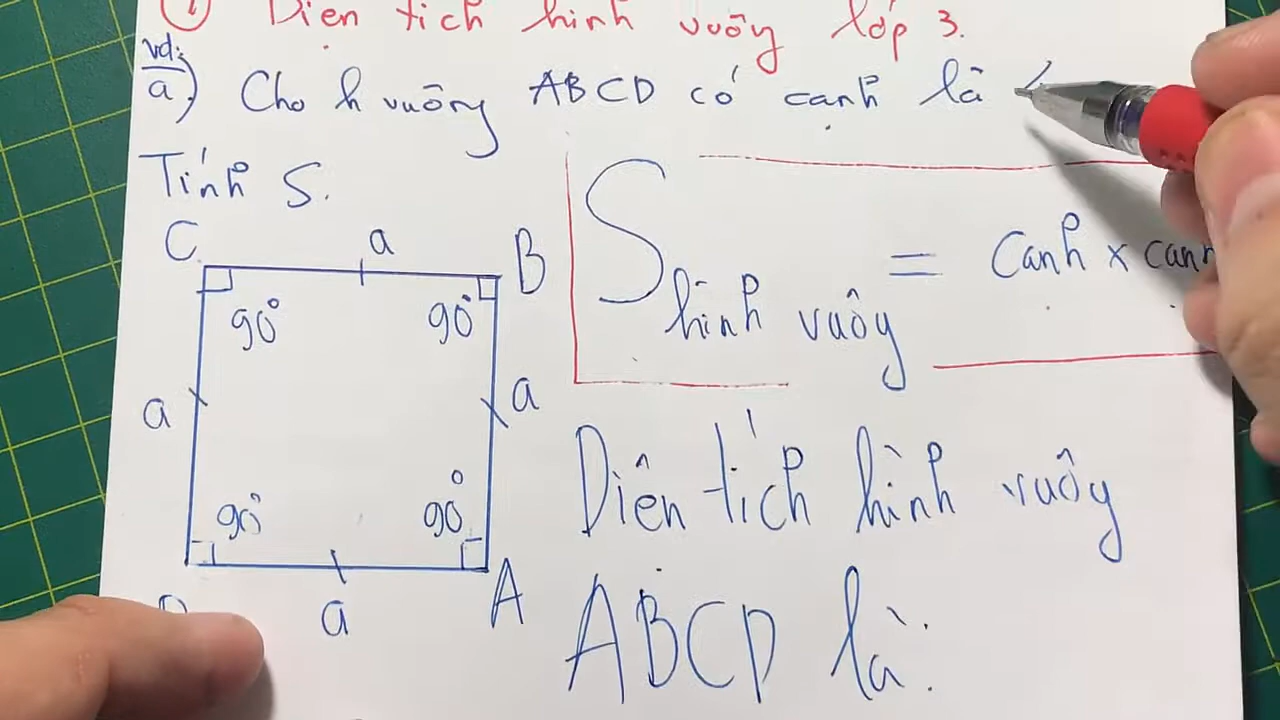 ① Diện tích hình vuông lớp 3.
vd:
a.) Cho h vuông ABCD có cạnh là
Tính S.
C a B
S hình vuông = Cạnh x cạnh
90° 90°
a a
90° 90°
D a A
Diện tích hình vuông
ABCD là: